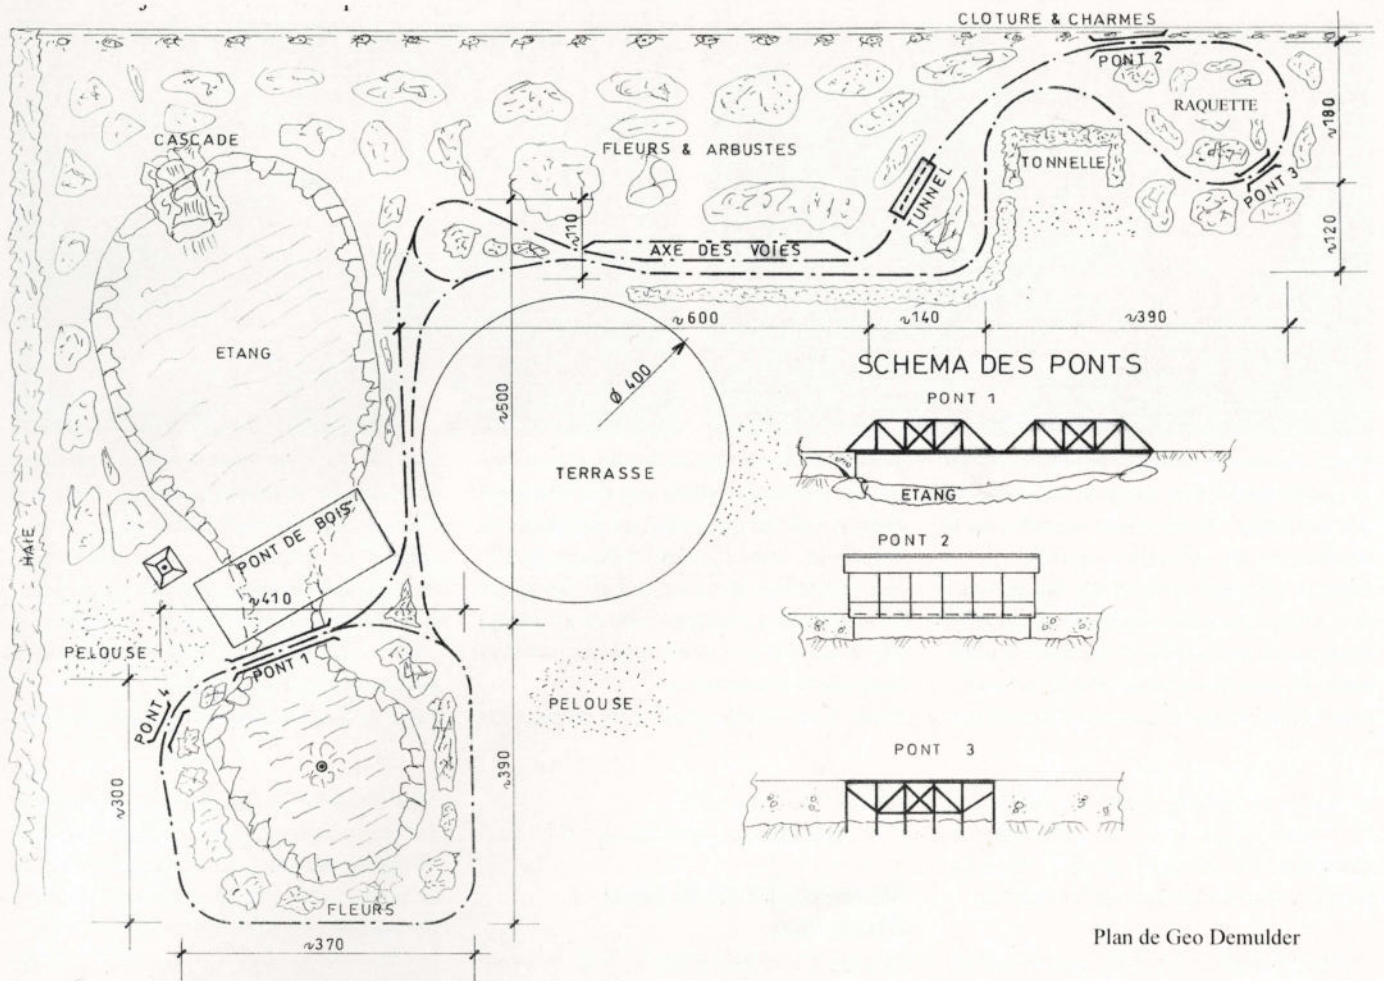 CLOTURE & CHARMES
PONT 2
RAQUETTE
~180
CASCADE
FLEURS & ARBUSTES
TONNELLE
PONT 3
TUNNEL
~110
AXE DES VOIES
~120
~600
~140
~390
ETANG
SCHEMA DES PONTS
PONT 1
Ø 400
~500
TERRASSE
ETANG
HAIE
PONT DE BOIS
PONT 2
~410
PELOUSE
PONT 1
PONT 4
PELOUSE
PONT 3
~300
~390
FLEURS
~370
Plan de Geo Demulder